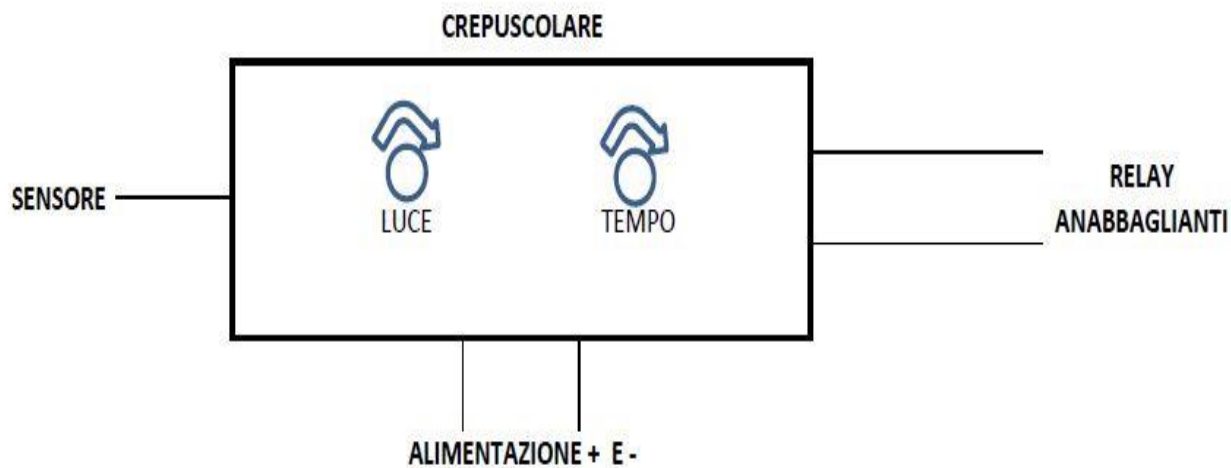 CREPUSCOLARE
SENSORE
LUCE
TEMPO
RELAY
ANABBAGLIANTI
ALIMENTAZIONE + E -